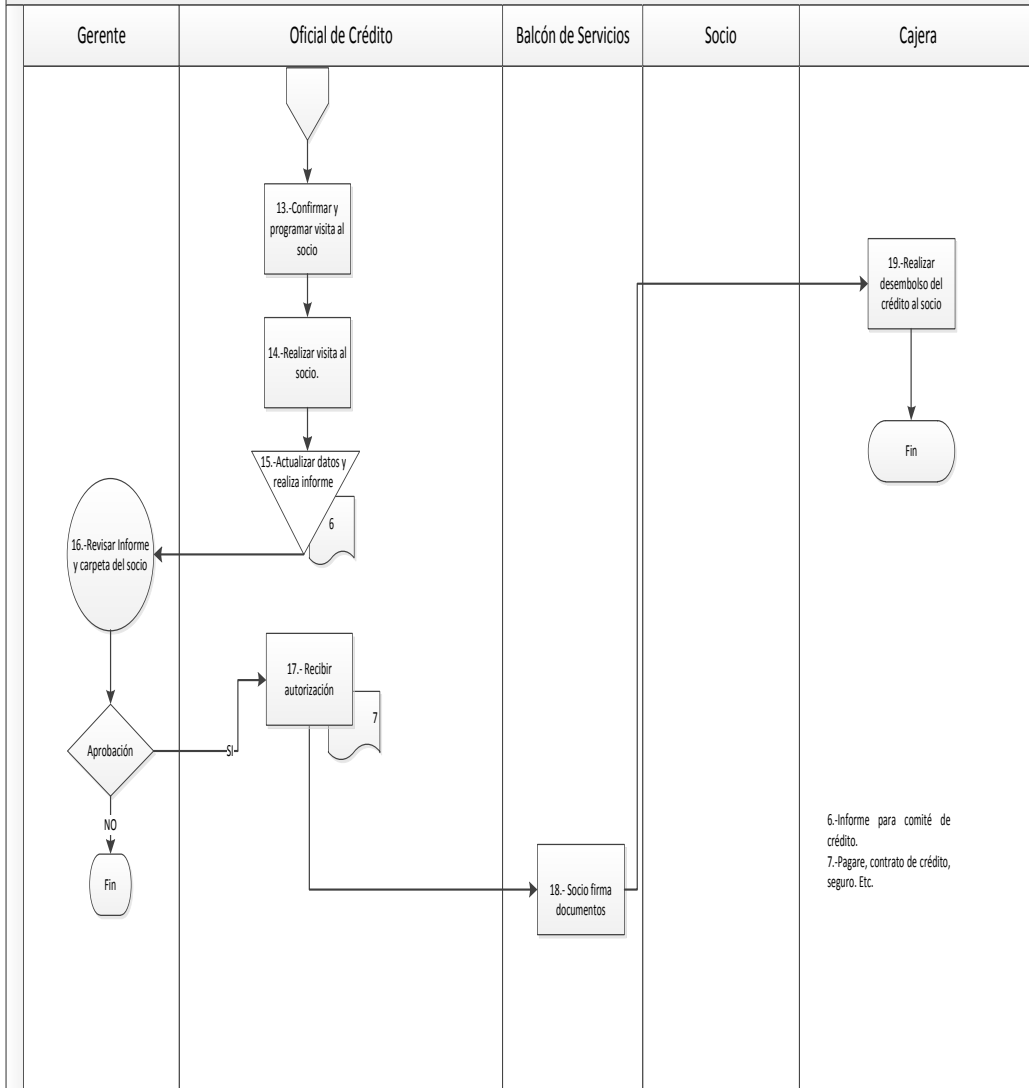 Gerente
Oficial de Crédito
Balcón de Servicios
Socio
Cajera
13.-Confirmar y
programar visita al
socio
14.-Realizar visita al
socio.
15.-Actualizar datos y
realiza informe
6
16.-Revisar Informe
y carpeta del socio
17.- Recibir
autorización
7
Aprobación
SI
NO
Fin
18.- Socio firma
documentos
19.-Realizar
desembolso del
crédito al socio
Fin
6.-Informe para comité de
crédito.
7.-Pagare, contrato de crédito,
seguro. Etc.